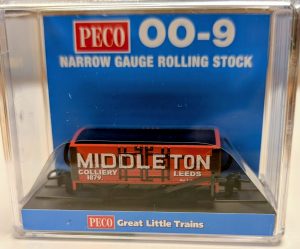 PECO OO-9
NARROW GAUGE ROLLING STOCK
MIDDLETON
COLLIERY LEEDS
1879
PECO Great Little Trains